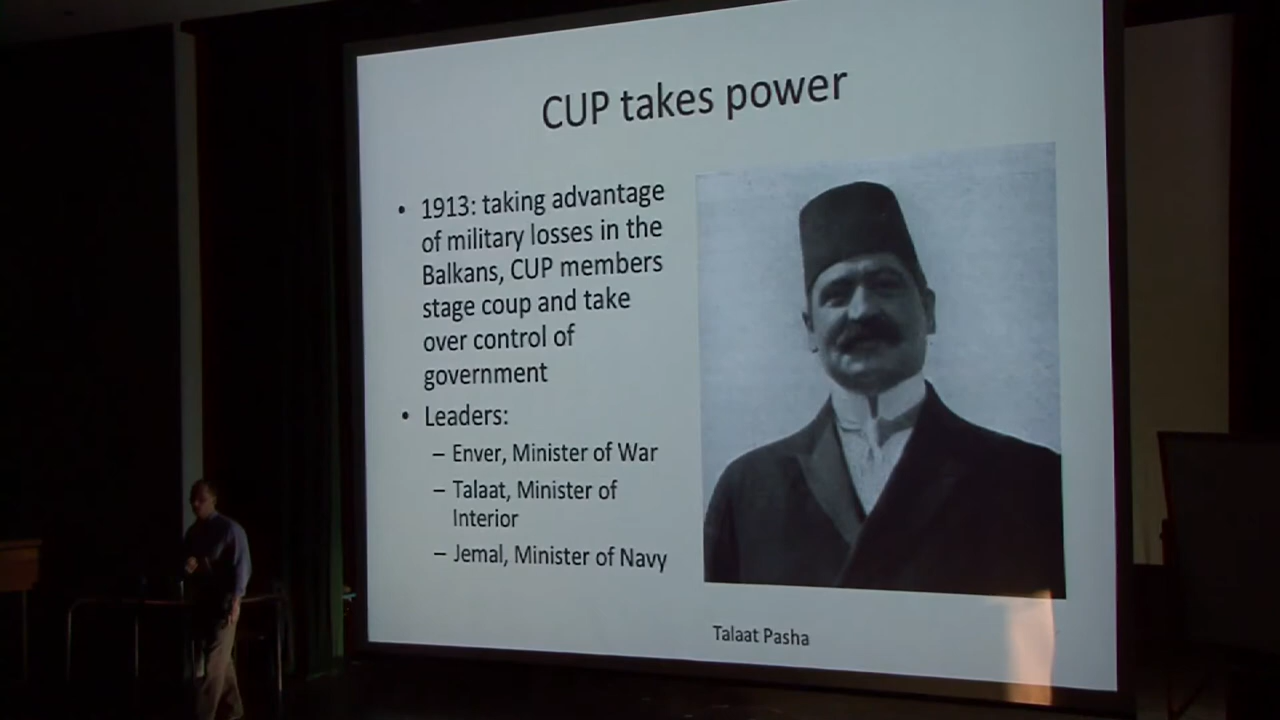 CUP takes power
• 1913: taking advantage
of military losses in the
Balkans, CUP members
stage coup and take
over control of
government
• Leaders:
– Enver, Minister of War
– Talaat, Minister of
Interior
– Jemal, Minister of Navy
Talaat Pasha